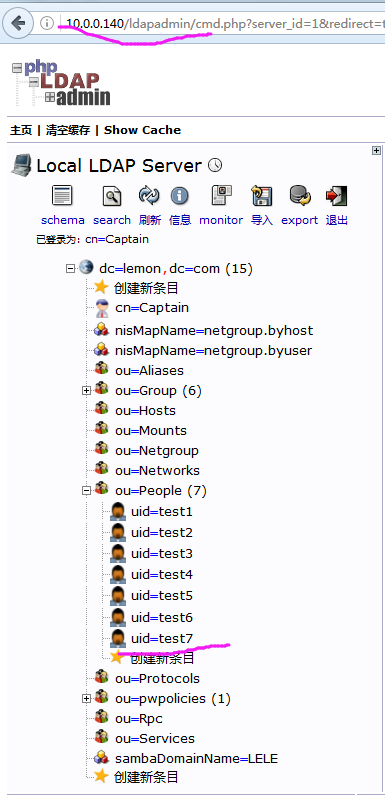 10.0.0.140/ldapadmin/cmd.php?server_id=1&redirect=t
php
LDAP
admin
主页 | 清空缓存 | Show Cache
Local LDAP Server
schema search 刷新 信息 monitor 导入 export 退出
已登录为: cn=Captain
dc=lemon,dc=com (15)
创建新条目
cn=Captain
nisMapName=netgroup.byhost
nisMapName=netgroup.byuser
ou=Aliases
ou=Group (6)
ou=Hosts
ou=Mounts
ou=Netgroup
ou=Networks
ou=People (7)
uid=test1
uid=test2
uid=test3
uid=test4
uid=test5
uid=test6
uid=test7
创建新条目
ou=Protocols
ou=pwpolicies (1)
ou=Rpc
ou=Services
sambaDomainName=LELE
创建新条目